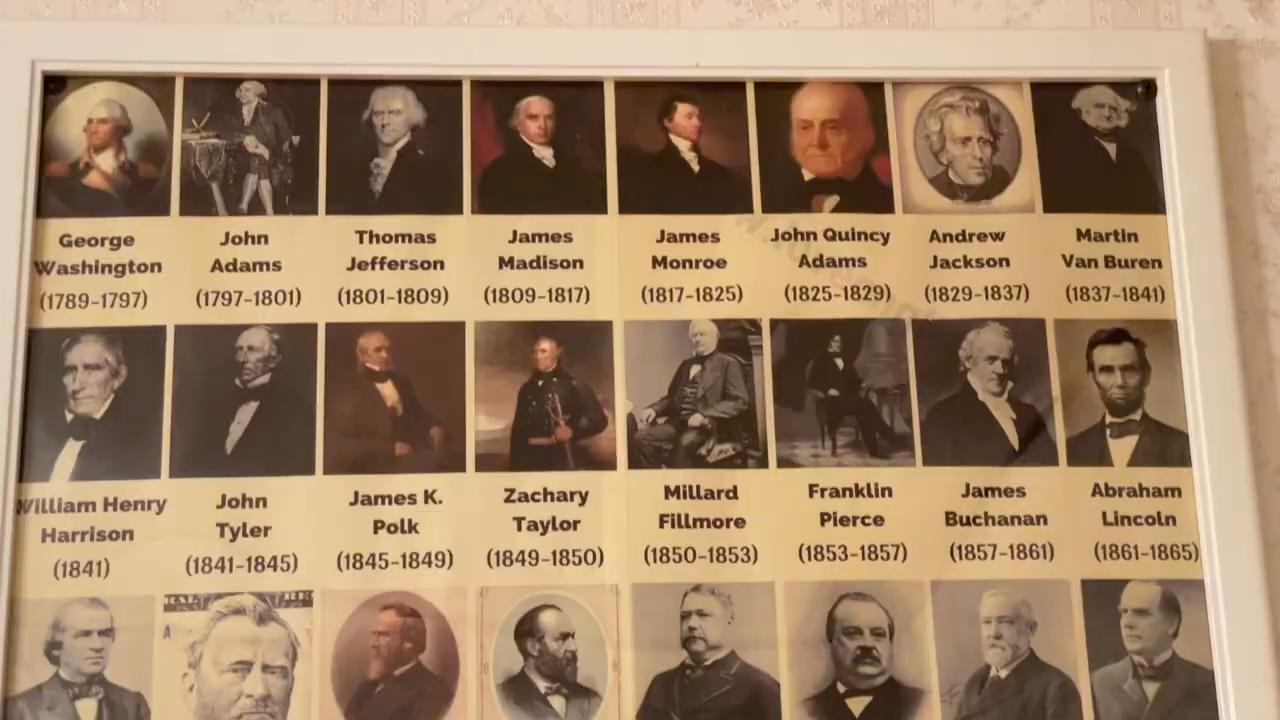 George
Washington
(1789-1797)
John
Adams
(1797-1801)
Thomas
Jefferson
(1801-1809)
James
Madison
(1809-1817)
James
Monroe
(1817-1825)
John Quincy
Adams
(1825-1829)
Andrew
Jackson
(1829-1837)
Martin
Van Buren
(1837-1841)
William Henry
Harrison
(1841)
John
Tyler
(1841-1845)
James K.
Polk
(1845-1849)
Zachary
Taylor
(1849-1850)
Millard
Fillmore
(1850-1853)
Franklin
Pierce
(1853-1857)
James
Buchanan
(1857-1861)
Abraham
Lincoln
(1861-1865)
A